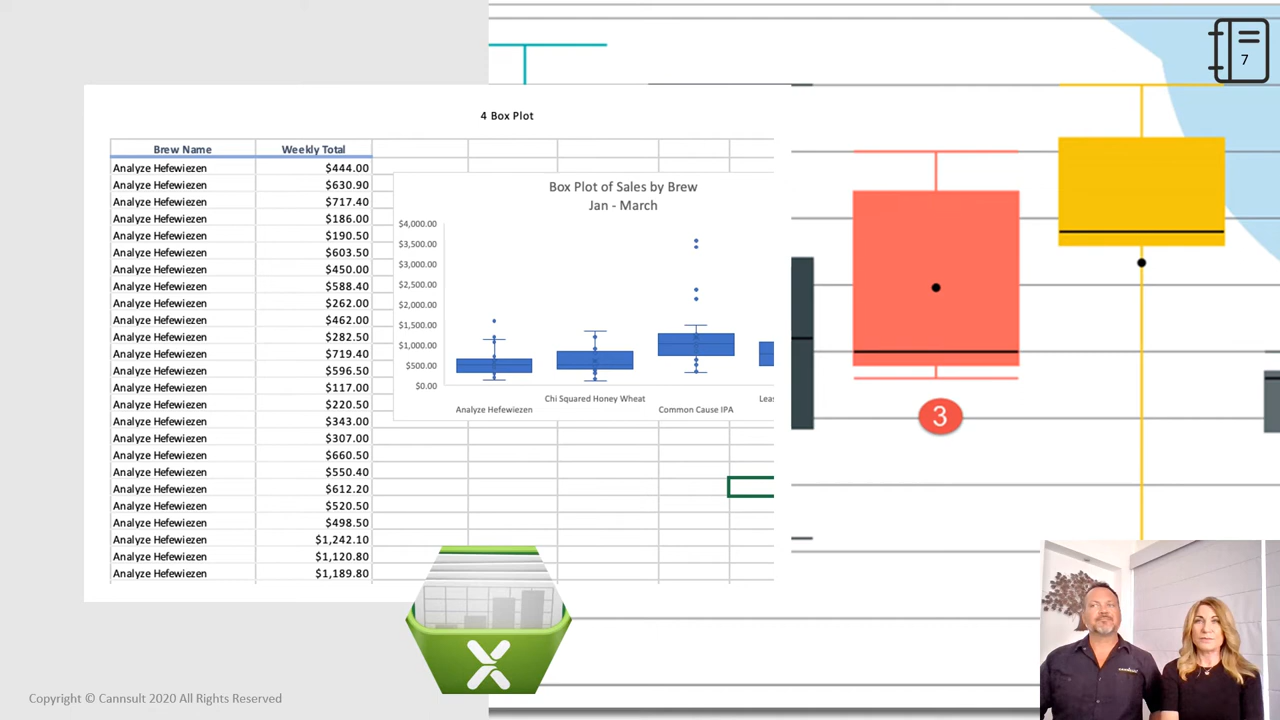 7
4 Box Plot
Brew Name Weekly Total
Analyze Hefewiezen $444.00
Analyze Hefewiezen $630.90
Analyze Hefewiezen $717.40
Analyze Hefewiezen $186.00
Analyze Hefewiezen $190.50
Analyze Hefewiezen $603.50
Analyze Hefewiezen $450.00
Analyze Hefewiezen $588.40
Analyze Hefewiezen $262.00
Analyze Hefewiezen $462.00
Analyze Hefewiezen $282.50
Analyze Hefewiezen $719.40
Analyze Hefewiezen $596.50
Analyze Hefewiezen $117.00
Analyze Hefewiezen $220.50
Analyze Hefewiezen $343.00
Analyze Hefewiezen $307.00
Analyze Hefewiezen $660.50
Analyze Hefewiezen $550.40
Analyze Hefewiezen $612.20
Analyze Hefewiezen $520.50
Analyze Hefewiezen $498.50
Analyze Hefewiezen $1,242.10
Analyze Hefewiezen $1,120.80
Analyze Hefewiezen $1,189.80
Box Plot of Sales by Brew
Jan - March
$4,000.00
$3,500.00
$3,000.00
$2,500.00
$2,000.00
$1,500.00
$1,000.00
$500.00
$0.00
Chi Squared Honey Wheat Leas
Analyze Hefewiezen Common Cause IPA
3
X
Copyright © Cannsult 2020 All Rights Reserved